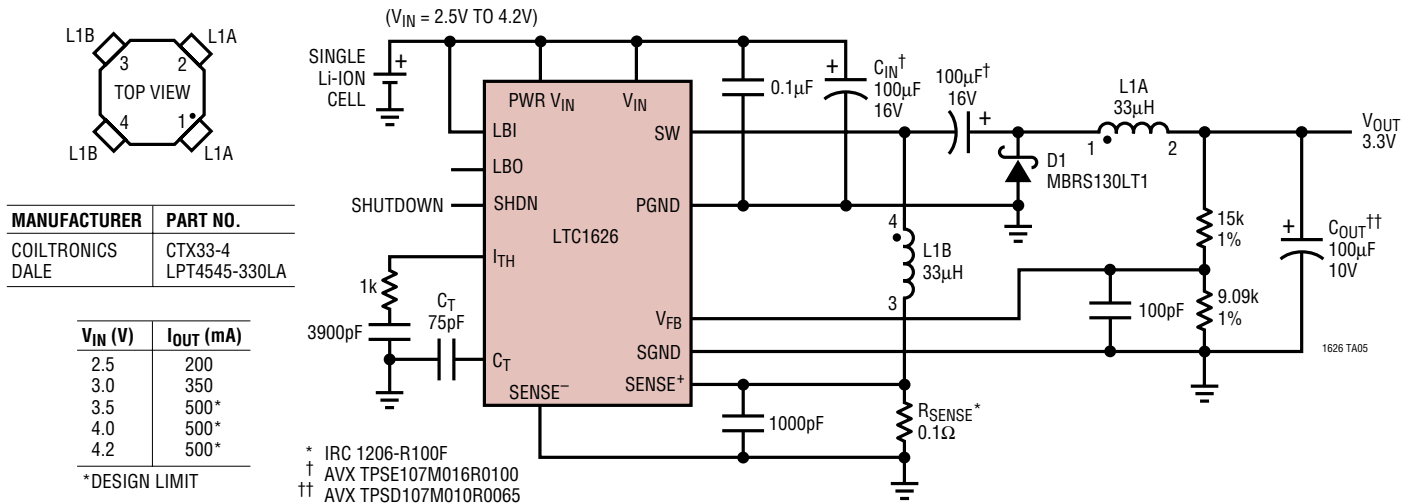 (VIN = 2.5V TO 4.2V)
L1B
L1A
3
2
TOP VIEW
4
1
L1B
L1A
MANUFACTURER PART NO.
COILTRONICS CTX33-4
DALE LPT4545-330LA
VIN (V) IOUT (mA)
2.5 200
3.0 350
3.5 500*
4.0 500*
4.2 500*
*DESIGN LIMIT
SINGLE
Li-ION
CELL
+
PWR VIN
VIN
LBI
LBO
SHUTDOWN
SHDN
ITH
CT
SENSE–
LTC1626
SW
PGND
VFB
SGND
SENSE+
1k
3900pF
CT
75pF
0.1µF
+
CIN†
100µF
16V
100µF†
16V
+
D1
MBRS130LT1
L1A
33µH
1
2
VOUT
3.3V
4
L1B
33µH
3
15k
1%
9.09k
1%
100pF
+
COUT††
100µF
10V
1626 TA05
1000pF
RSENSE*
0.1Ω
* IRC 1206-R100F
† AVX TPSE107M016R0100
†† AVX TPSD107M010R0065